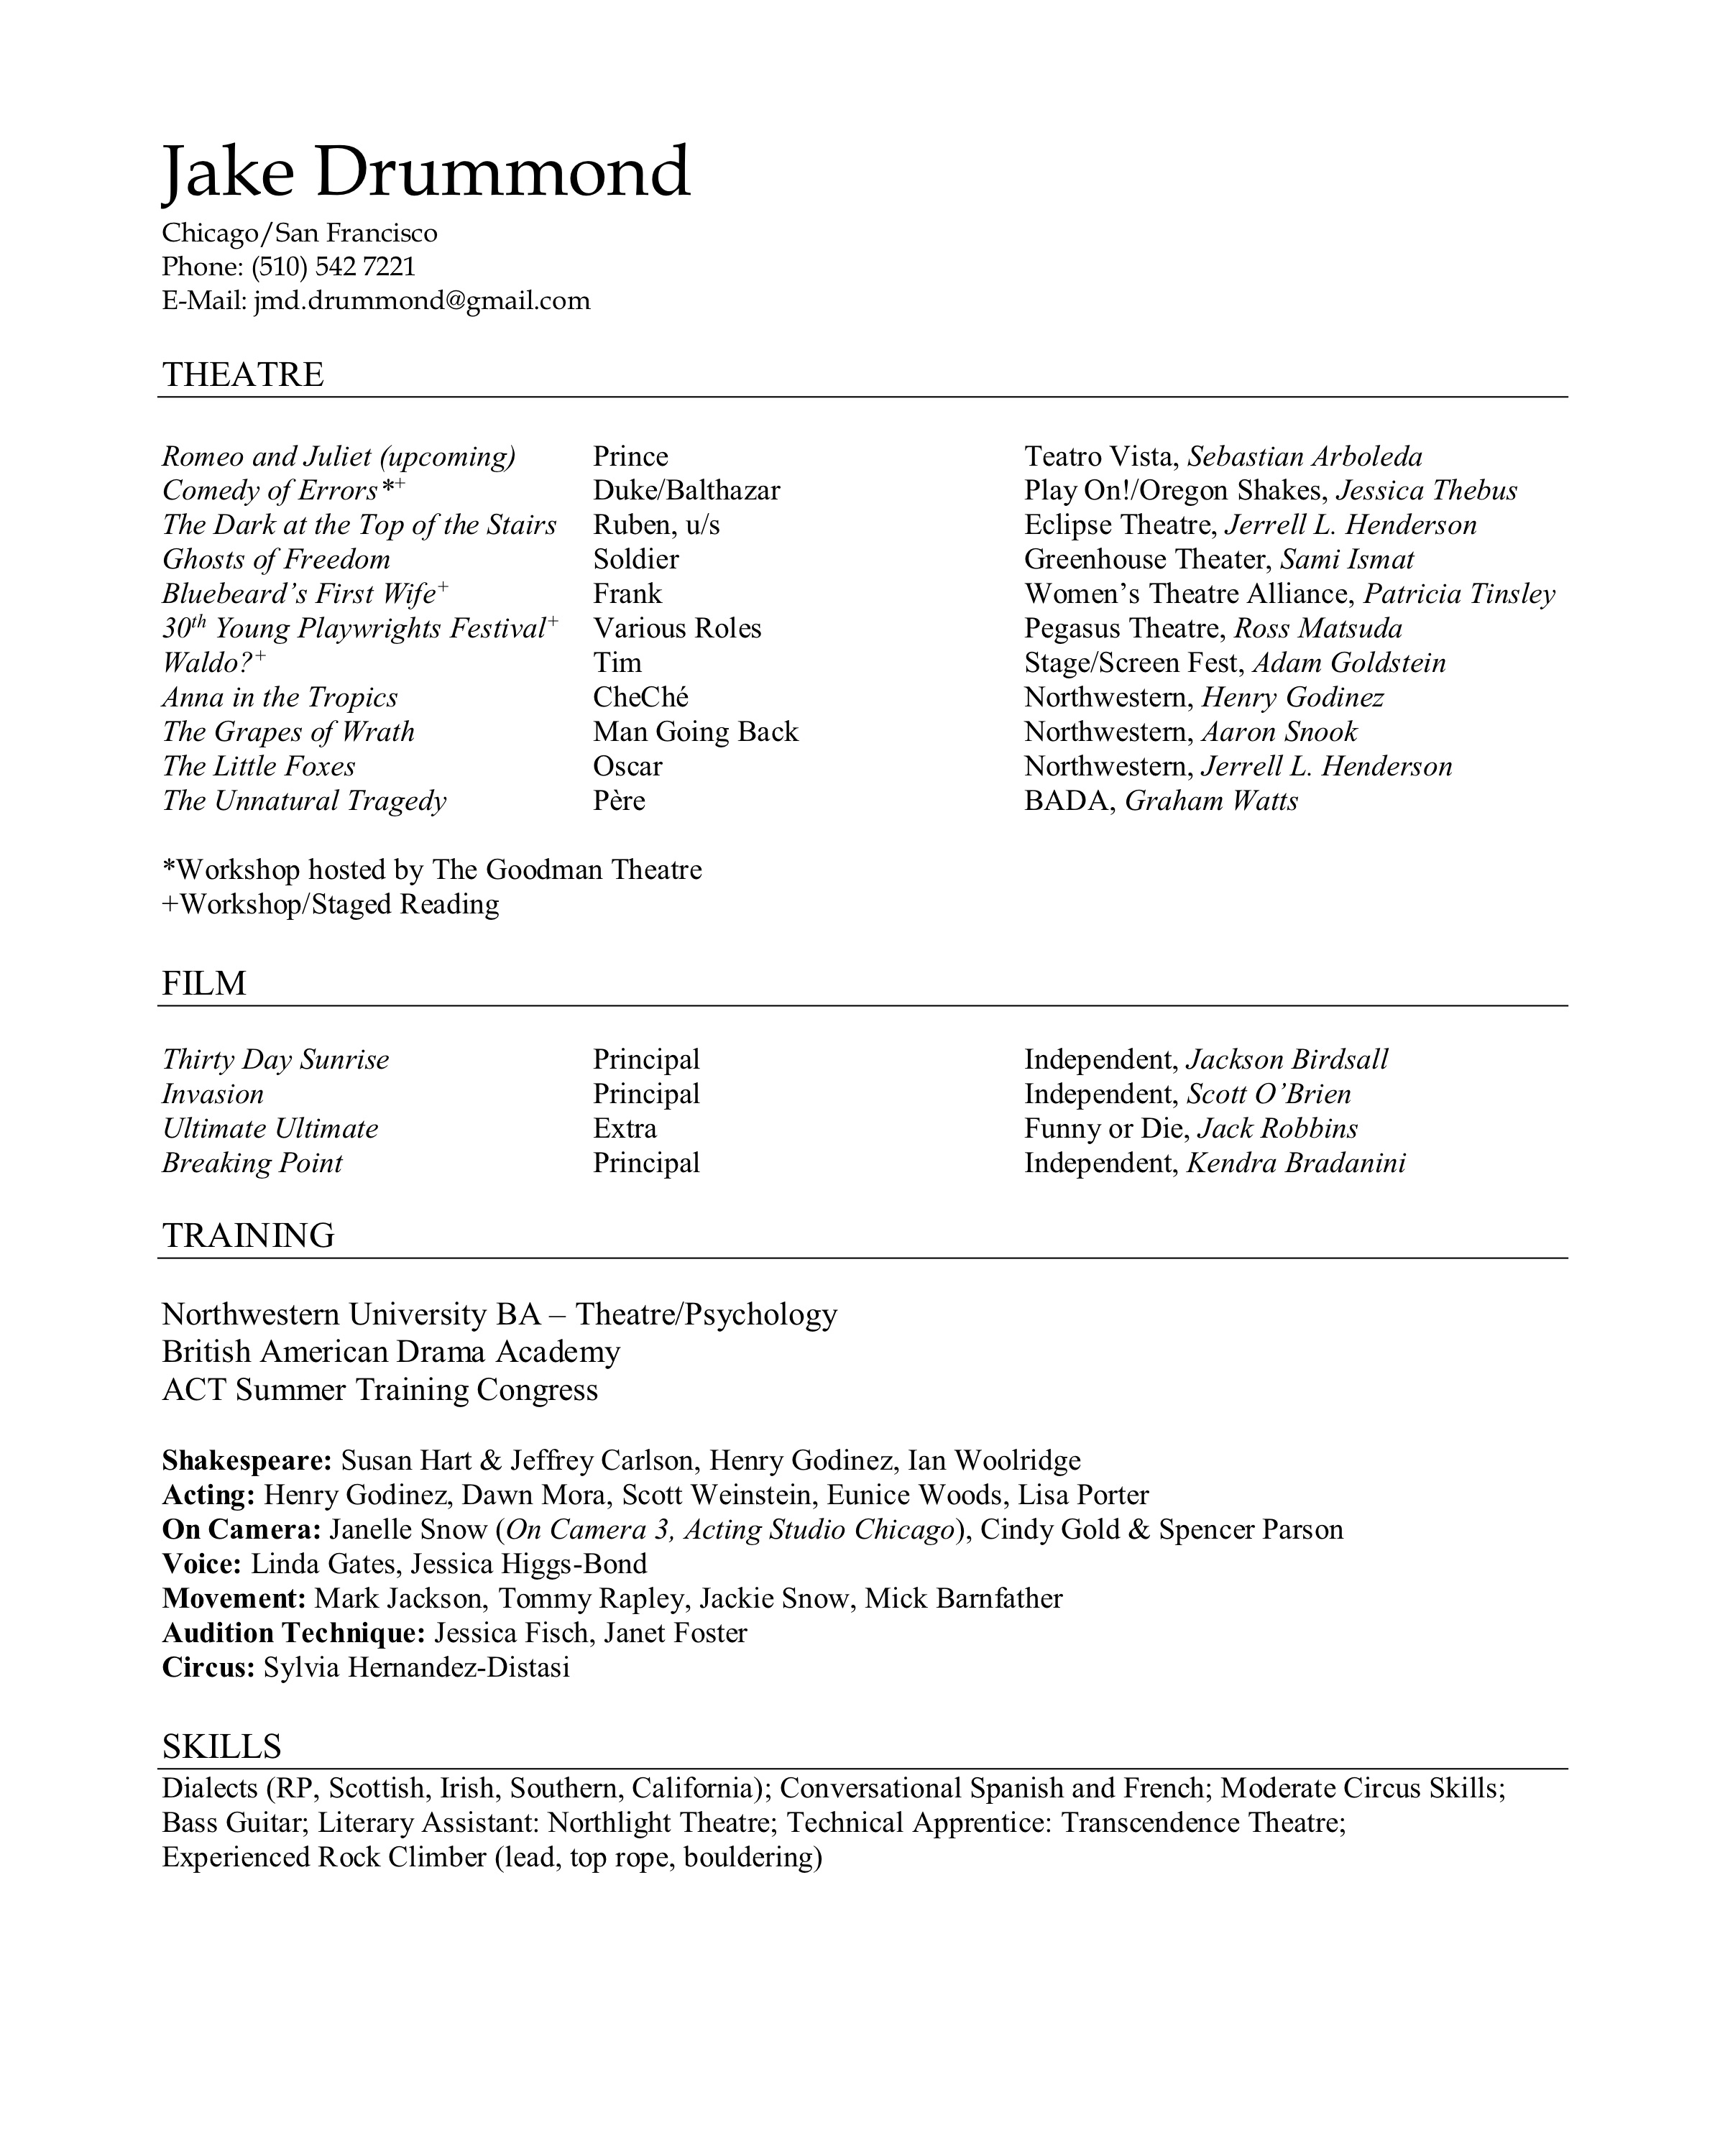 Jake Drummond
Chicago/San Francisco
Phone: (510) 542 7221
E-Mail: jmd.drummond@gmail.com
THEATRE
Romeo and Juliet (upcoming) Prince Teatro Vista, Sebastian Arboleda
Comedy of Errors*+ Duke/Balthazar Play On!/Oregon Shakes, Jessica Thebus
The Dark at the Top of the Stairs Ruben, u/s Eclipse Theatre, Jerrell L. Henderson
Ghosts of Freedom Soldier Greenhouse Theater, Sami Ismat
Bluebeard’s First Wife+ Frank Women’s Theatre Alliance, Patricia Tinsley
30th Young Playwrights Festival+ Various Roles Pegasus Theatre, Ross Matsuda
Waldo?+ Tim Stage/Screen Fest, Adam Goldstein
Anna in the Tropics CheChé Northwestern, Henry Godinez
The Grapes of Wrath Man Going Back Northwestern, Aaron Snook
The Little Foxes Oscar Northwestern, Jerrell L. Henderson
The Unnatural Tragedy Père BADA, Graham Watts
*Workshop hosted by The Goodman Theatre
+Workshop/Staged Reading
FILM
Thirty Day Sunrise Principal Independent, Jackson Birdsall
Invasion Principal Independent, Scott O’Brien
Ultimate Ultimate Extra Funny or Die, Jack Robbins
Breaking Point Principal Independent, Kendra Bradanini
TRAINING
Northwestern University BA – Theatre/Psychology
British American Drama Academy
ACT Summer Training Congress
Shakespeare: Susan Hart & Jeffrey Carlson, Henry Godinez, Ian Woolridge
Acting: Henry Godinez, Dawn Mora, Scott Weinstein, Eunice Woods, Lisa Porter
On Camera: Janelle Snow (On Camera 3, Acting Studio Chicago), Cindy Gold & Spencer Parson
Voice: Linda Gates, Jessica Higgs-Bond
Movement: Mark Jackson, Tommy Rapley, Jackie Snow, Mick Barnfather
Audition Technique: Jessica Fisch, Janet Foster
Circus: Sylvia Hernandez-Distasi
SKILLS
Dialects (RP, Scottish, Irish, Southern, California); Conversational Spanish and French; Moderate Circus Skills;
Bass Guitar; Literary Assistant: Northlight Theatre; Technical Apprentice: Transcendence Theatre;
Experienced Rock Climber (lead, top rope, bouldering)